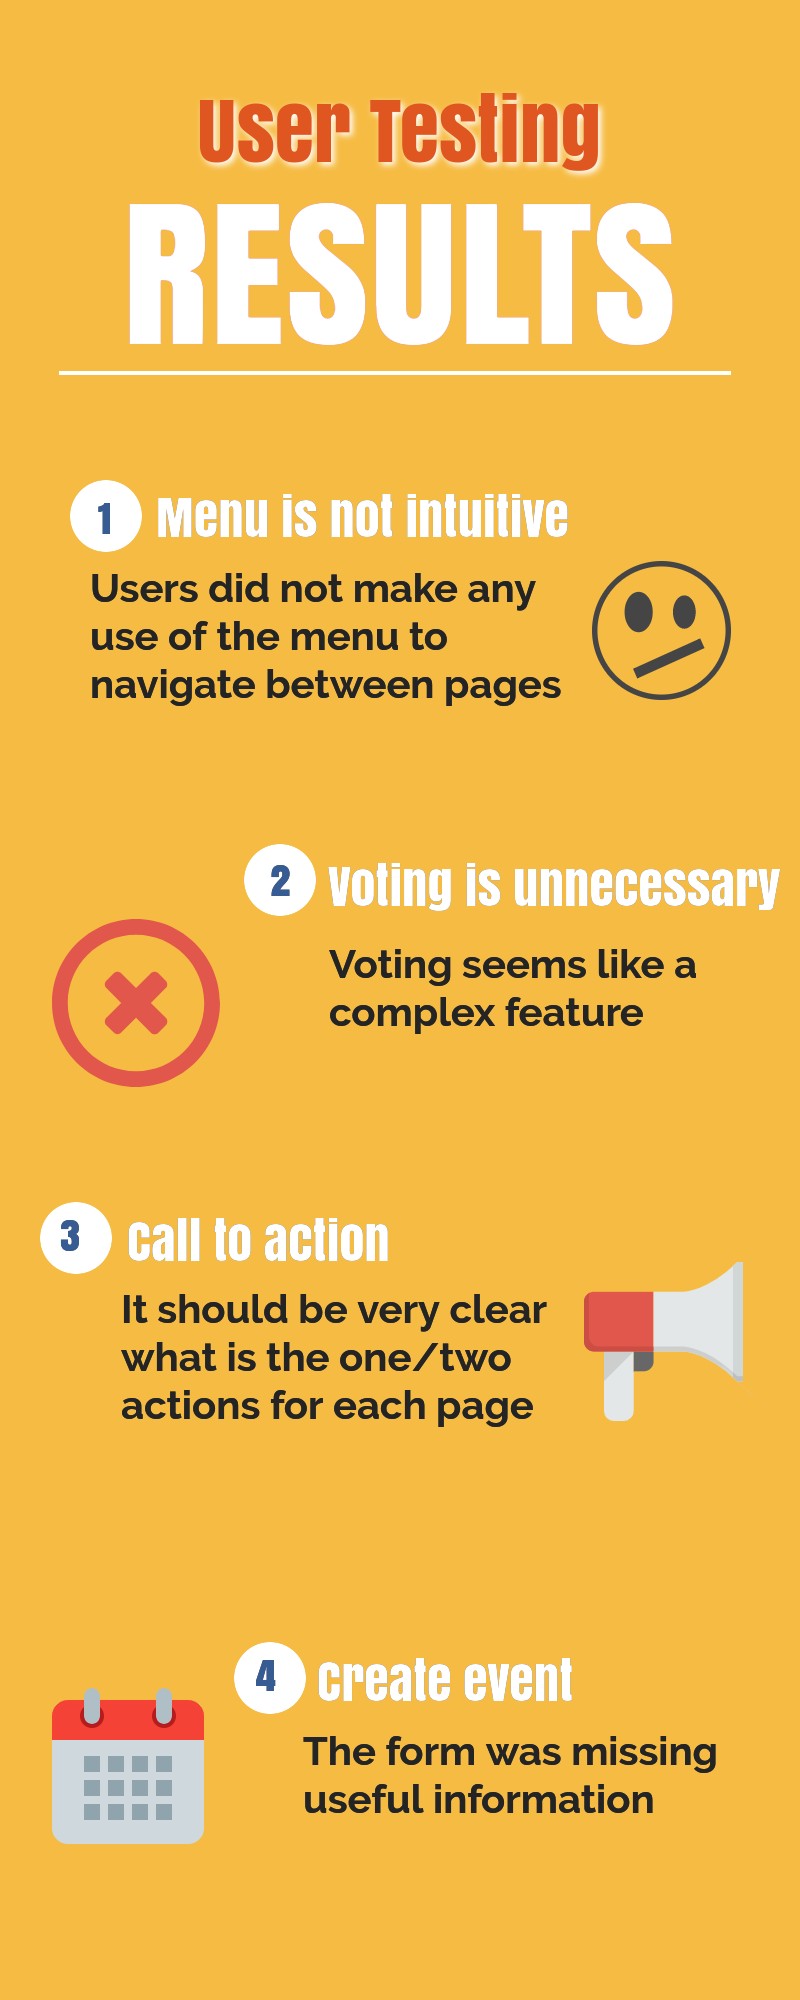 User Testing
RESULTS
1 Menu is not intuitive
Users did not make any
use of the menu to
navigate between pages
2 Voting is unnecessary
Voting seems like a
complex feature
3 Call to action
It should be very clear
what is the one/two
actions for each page
4 Create event
The form was missing
useful information